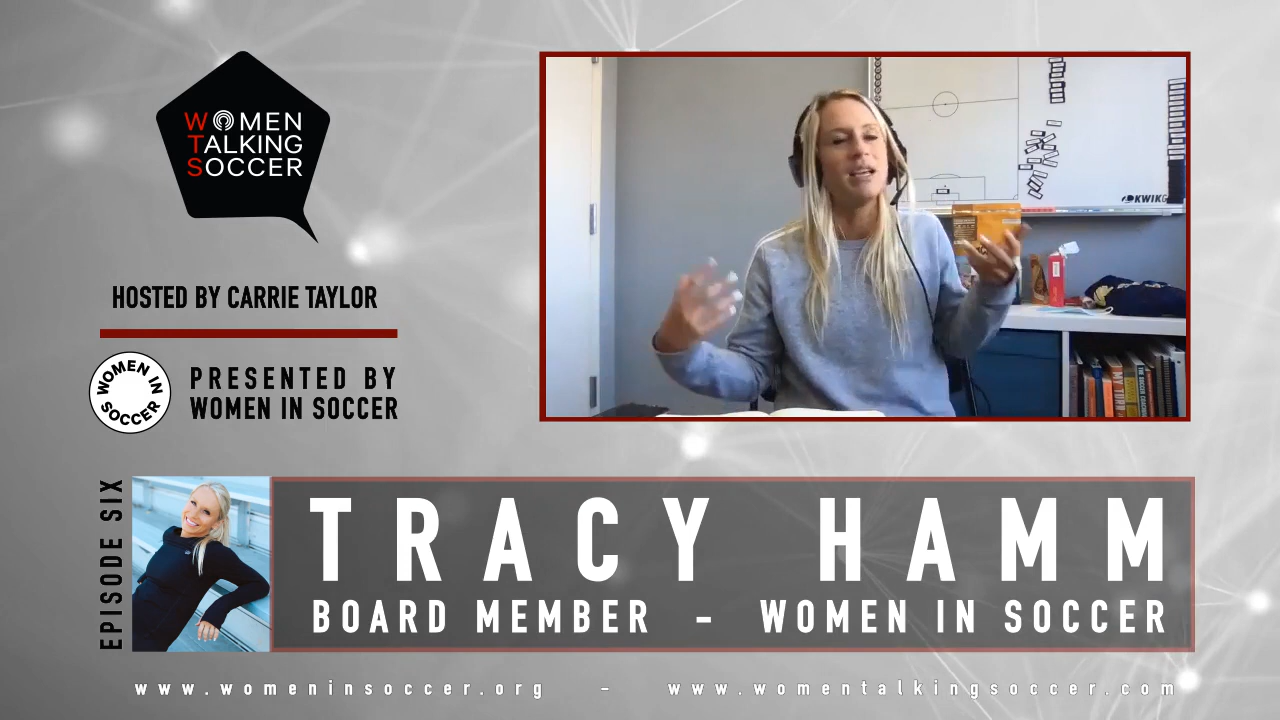 WOMEN
TALKING
SOCCER
HOSTED BY CARRIE TAYLOR
WOMEN IN
SOCCER
PRESENTED BY
WOMEN IN SOCCER
KWIKG
EPISODE SIX
TRACY HAMM
BOARD MEMBER - WOMEN IN SOCCER
www.womeninsoccer.org - www.womentalkingsoccer.com